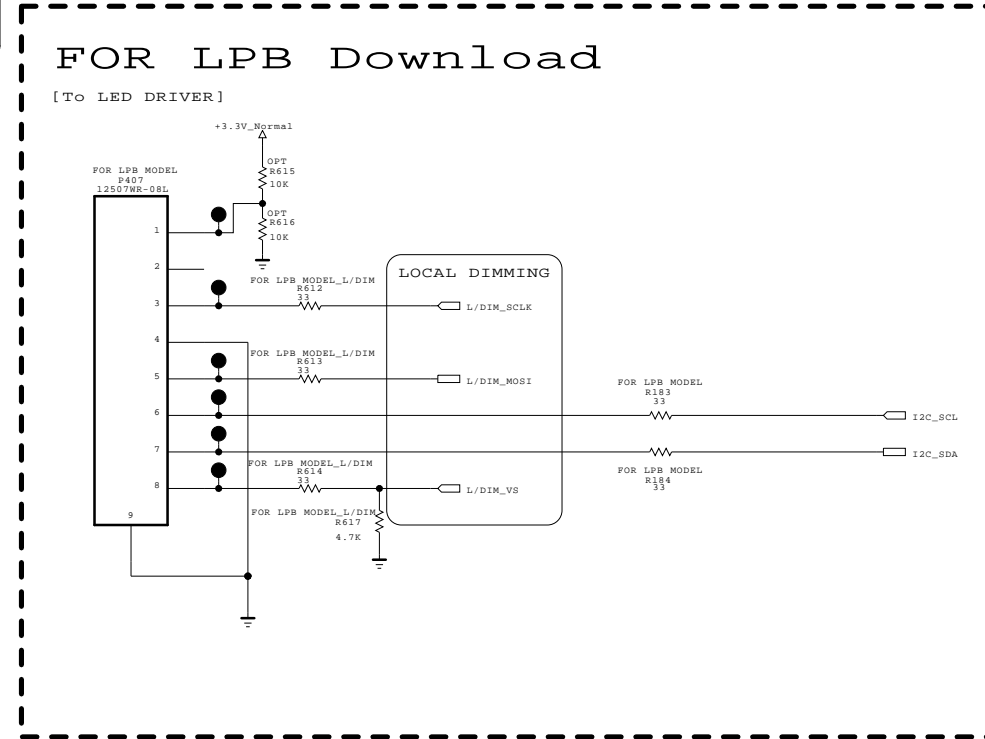 FOR LPB Download
[To LED DRIVER]
+3.3V_Normal
OPT
R615
10K
FOR LPB MODEL
P407
12507WR-08L
OPT
R616
10K
1
2
LOCAL DIMMING
FOR LPB MODEL_L/DIM
R612
33
3
L/DIM_SCLK
4
FOR LPB MODEL_L/DIM
R613
33
5
L/DIM_MOSI
FOR LPB MODEL
R183
33
6
I2C_SCL
7
I2C_SDA
FOR LPB MODEL_L/DIM
R614
33
FOR LPB MODEL
R184
33
8
L/DIM_VS
9
FOR LPB MODEL_L/DIM
R617
4.7K